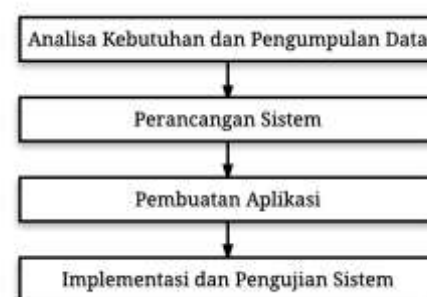 Analisa Kebutuhan dan Pengumpulan Data
Perancangan Sistem
Pembuatan Aplikasi
Implementasi dan Pengujian Sistem